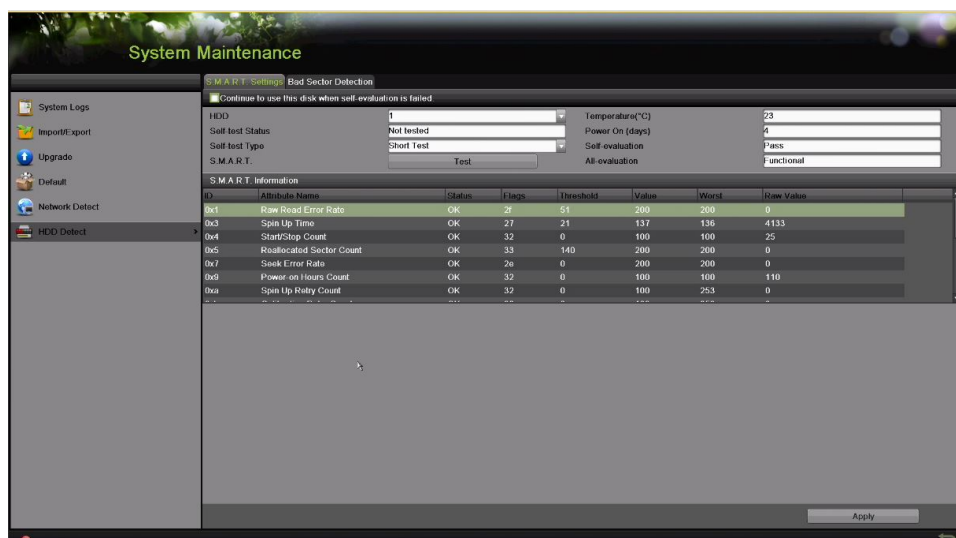 System Maintenance
S.M.A.R.T. Settings Bad Sector Detection
Continue to use this disk when self-evaluation is failed.
System Logs
Import/Export
Upgrade
Default
Network Detect
HDD Detect
HDD 1 Temperature(°C) 23
Self-test Status Not tested Power On (days) 4
Self-test Type Short Test Self-evaluation Pass
S.M.A.R.T. Test All-evaluation Functional
S.M.A.R.T. Information
ID Attribute Name Status Flags Threshold Value Worst Raw Value
0x1 Raw Read Error Rate OK 2f 51 200 200 0
0x3 Spin Up Time OK 27 21 137 136 4133
0x4 Start/Stop Count OK 32 0 100 100 25
0x5 Reallocated Sector Count OK 33 140 200 200 0
0x7 Seek Error Rate OK 2e 0 200 200 0
0x9 Power-on Hours Count OK 32 0 100 100 110
0xa Spin Up Retry Count OK 32 0 100 253 0
Apply